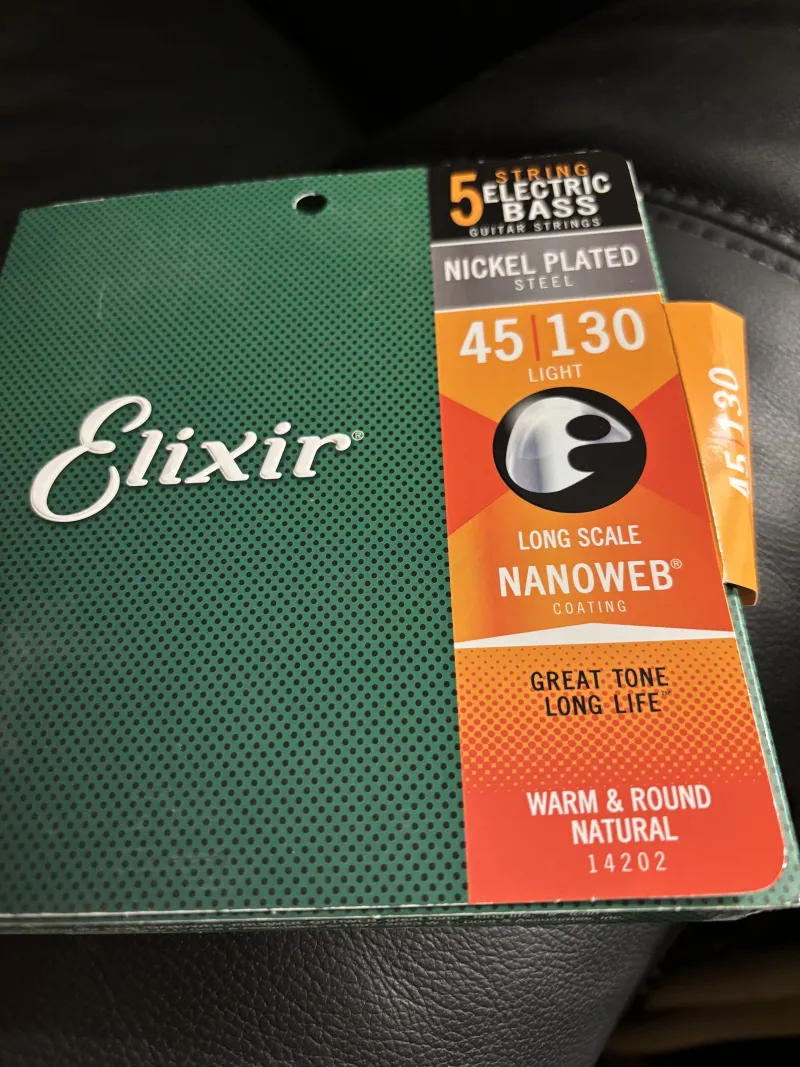 5 STRING
ELECTRIC
BASS
GUITAR STRINGS
NICKEL PLATED
STEEL
45|130
LIGHT
45|130
Elixir®
LONG SCALE
NANOWEB®
COATING
GREAT TONE
LONG LIFE™
WARM & ROUND
NATURAL
14202